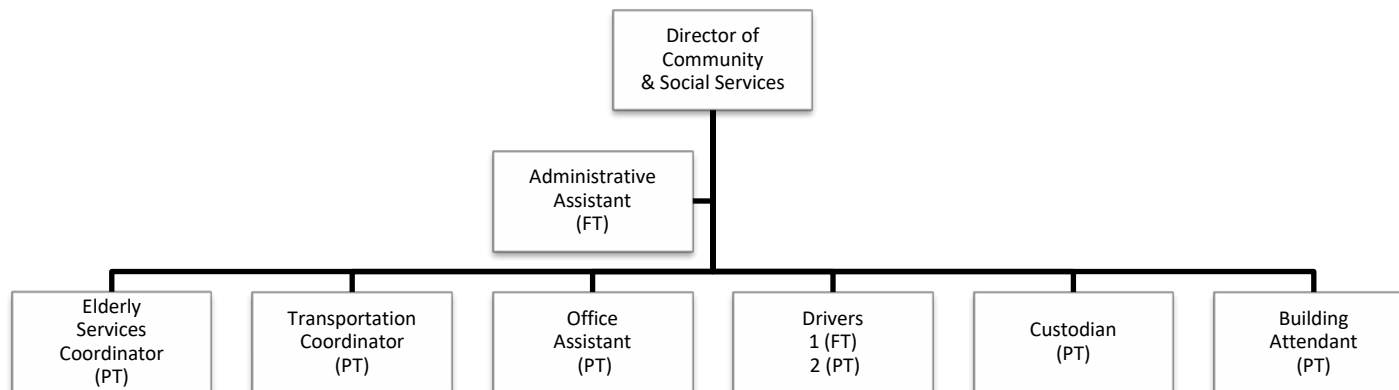 Director of
Community
& Social Services
Administrative
Assistant
(FT)
Elderly
Services
Coordinator
(PT)
Transportation
Coordinator
(PT)
Office
Assistant
(PT)
Drivers
1 (FT)
2 (PT)
Custodian
(PT)
Building
Attendant
(PT)